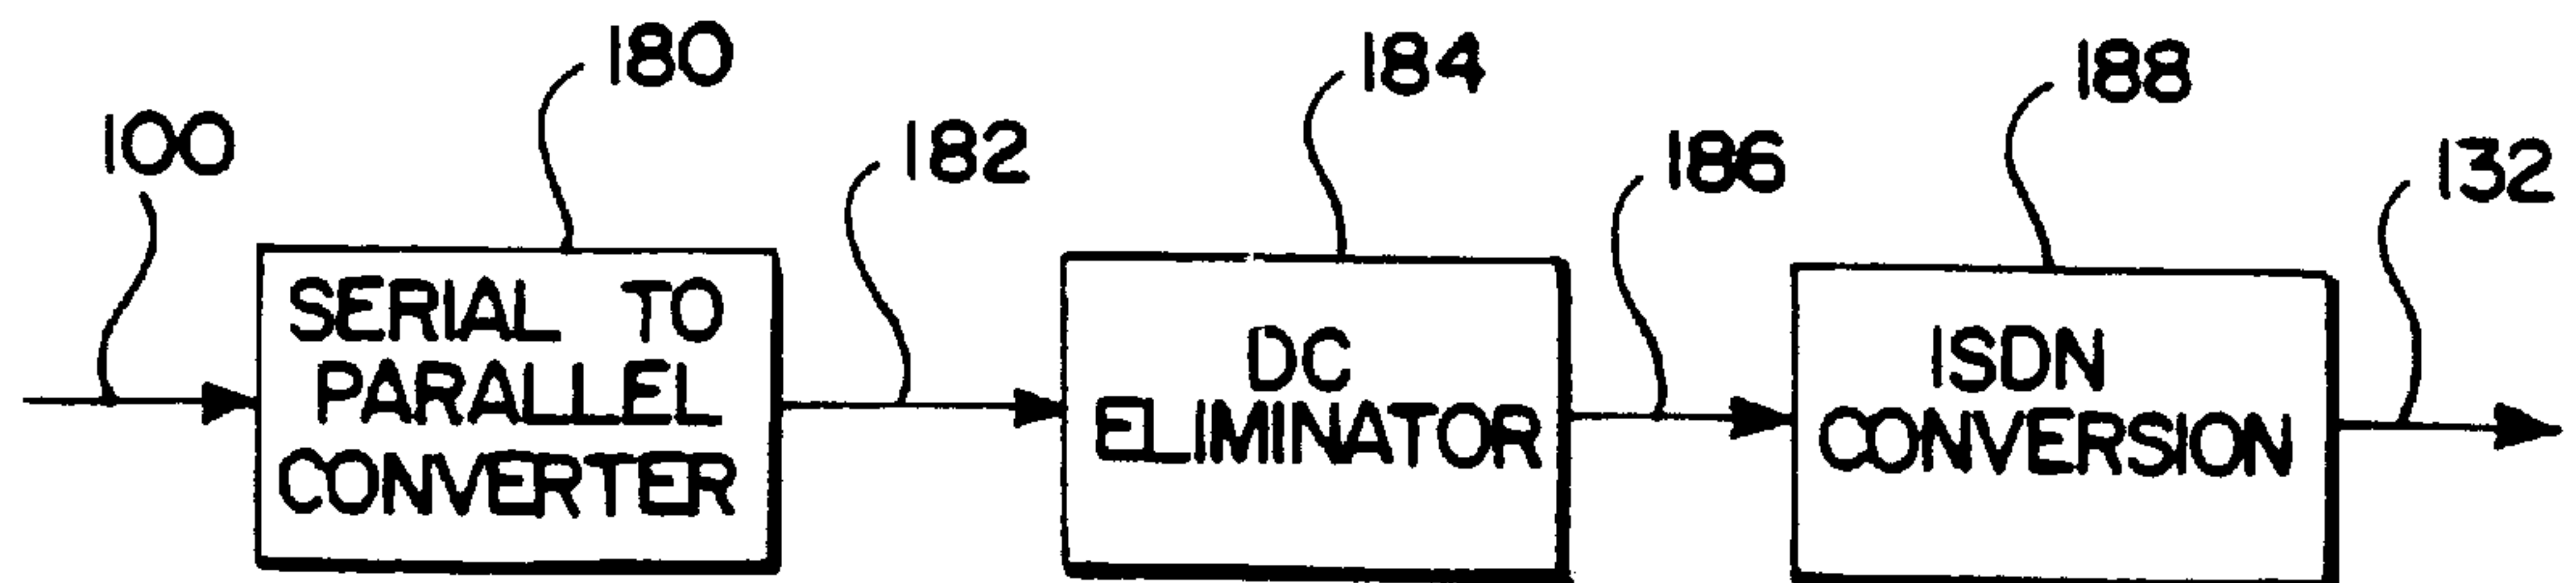 180
184
188
100
182
186
132
SERIAL TO
PARALLEL
CONVERTER
DC
ELIMINATOR
ISDN
CONVERSION